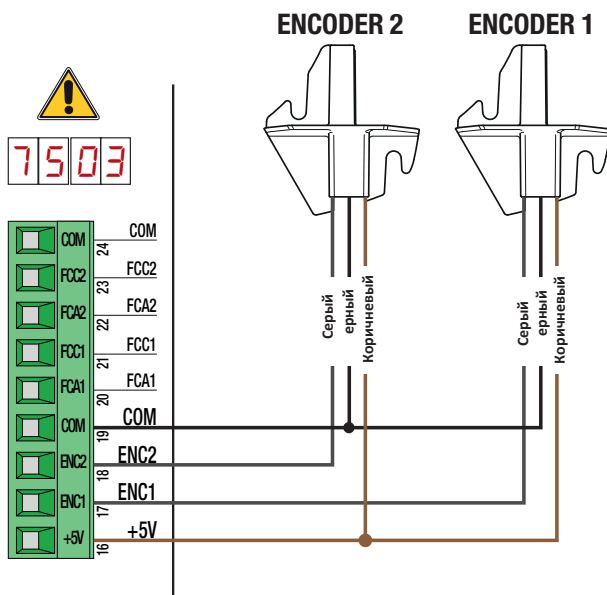 ENCODER 2
ENCODER 1
7503
COM 24 COM
FCC2 23 FCC2
FCA2 22 FCA2
FCC1 21 FCC1
FCA1 20 FCA1
COM 19 COM
ENC2 18 ENC2
ENC1 17 ENC1
+5V 16 +5V
Серый
ерный
Коричневый
Серый
ерный
Коричневый